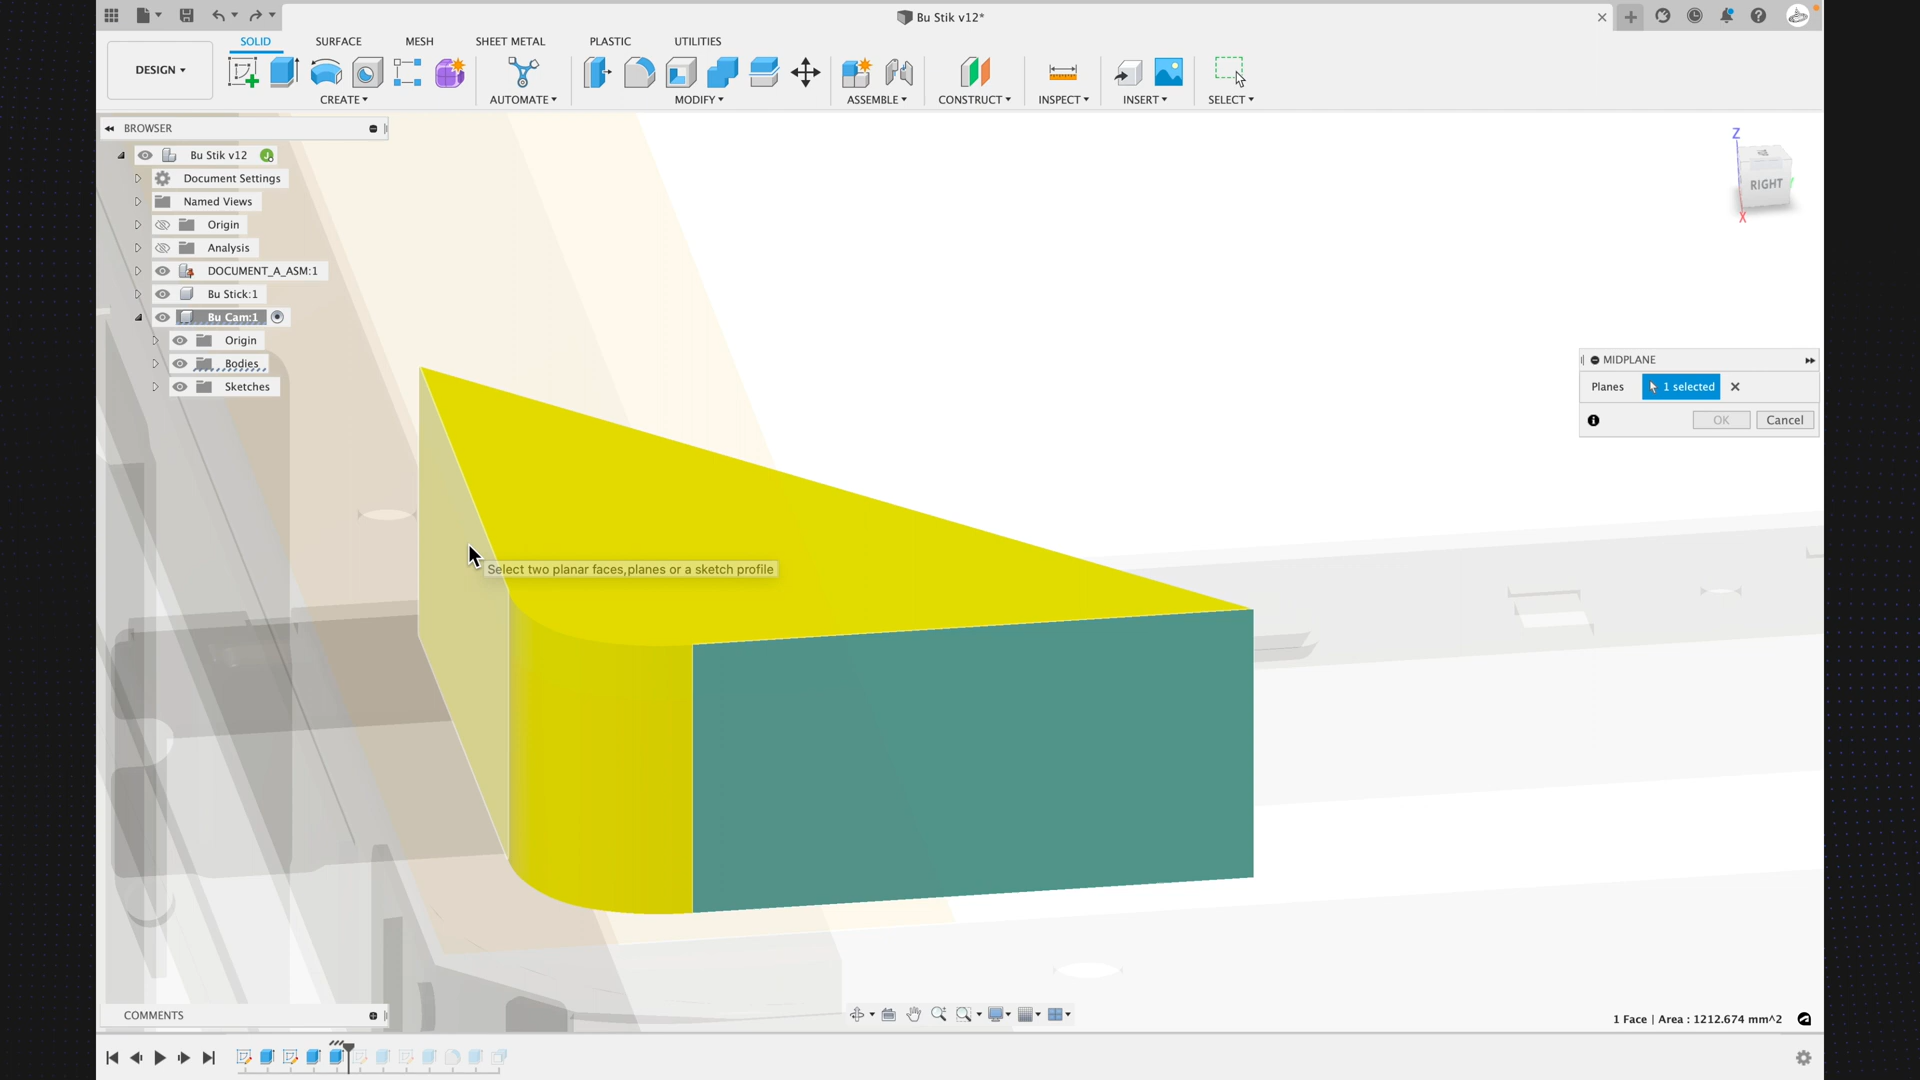 Bu Stik v12*
DESIGN
SOLID
SURFACE
MESH
SHEET METAL
PLASTIC
UTILITIES
CREATE
AUTOMATE
MODIFY
ASSEMBLE
CONSTRUCT
INSPECT
INSERT
SELECT
BROWSER
Bu Stik v12
Document Settings
Named Views
Origin
Analysis
DOCUMENT_A_ASM:1
Bu Stick:1
Bu Cam:1
Origin
Bodies
Sketches
Z
RIGHT
X
MIDPLANE
Planes 1 selected
OK Cancel
Select two planar faces,planes or a sketch profile
COMMENTS
1 Face | Area : 1212.674 mm^2